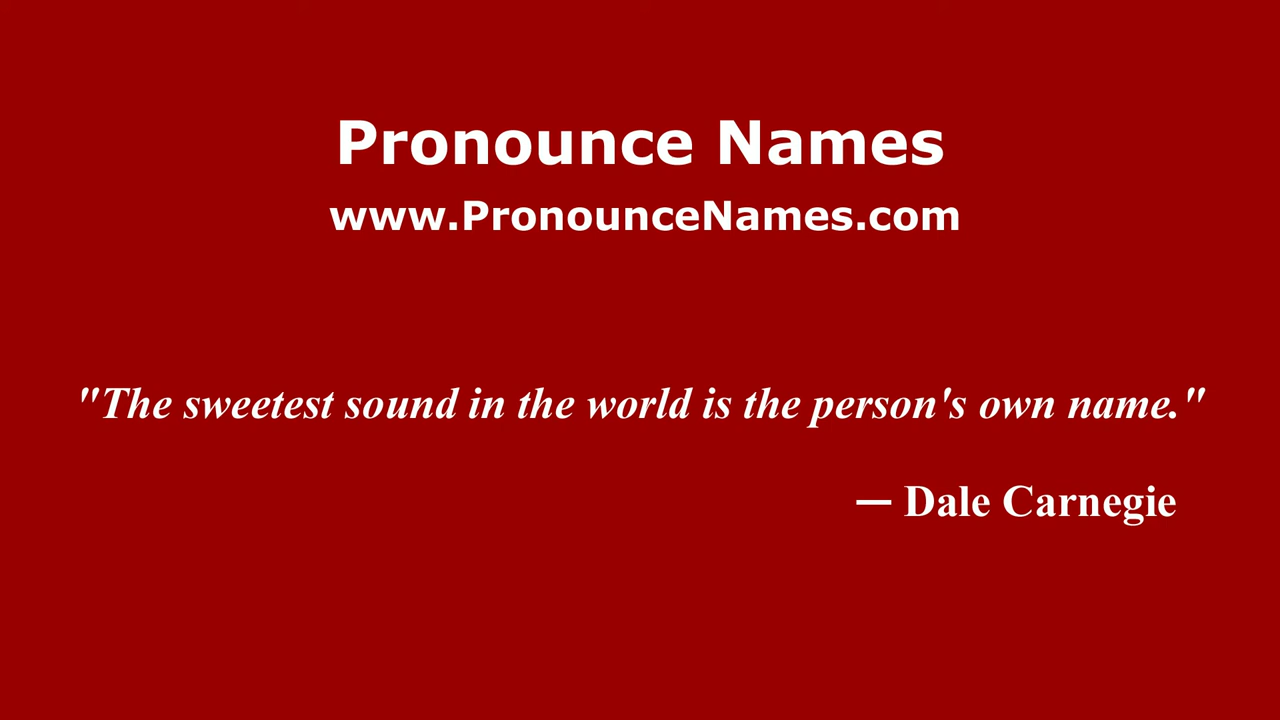 Pronounce Names
www.PronounceNames.com
"The sweetest sound in the world is the person's own name."
— Dale Carnegie